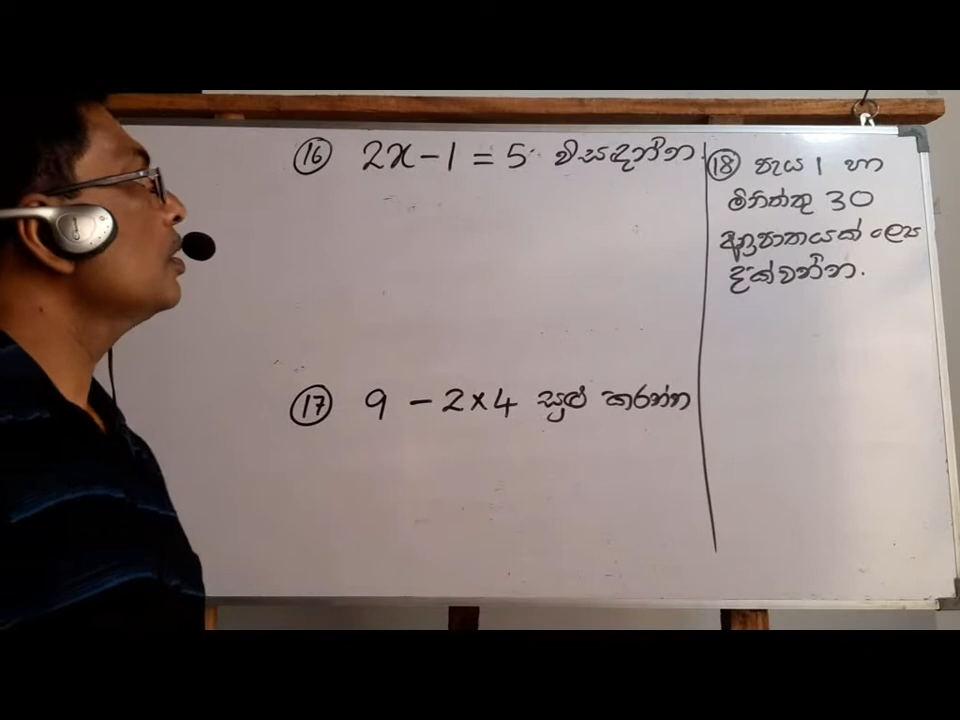 ⑯ 2x - 1 = 5 විසඳන්න.
⑰ 9 - 2 × 4 සුළු කරන්න
⑱ පැය 1 හා
මිනිත්තු 30
අනුපාතයක් ලෙස
දක්වන්න.